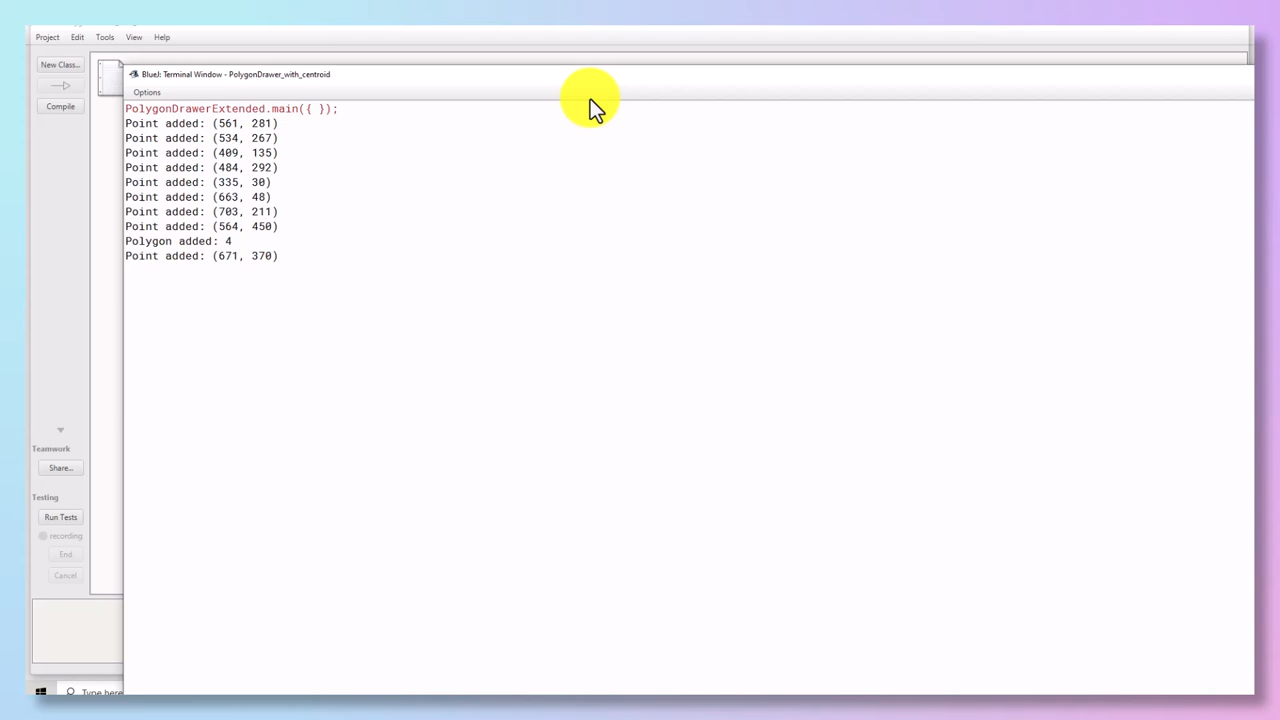 Project Edit Tools View Help
New Class...
Compile
BlueJ: Terminal Window - PolygonDrawer_with_centroid
Options
PolygonDrawerExtended.main({ });
Point added: (561, 281)
Point added: (534, 267)
Point added: (409, 135)
Point added: (484, 292)
Point added: (335, 30)
Point added: (663, 48)
Point added: (703, 211)
Point added: (564, 450)
Polygon added: 4
Point added: (671, 370)
Teamwork
Share...
Testing
Run Tests
recording
End
Cancel
Type here